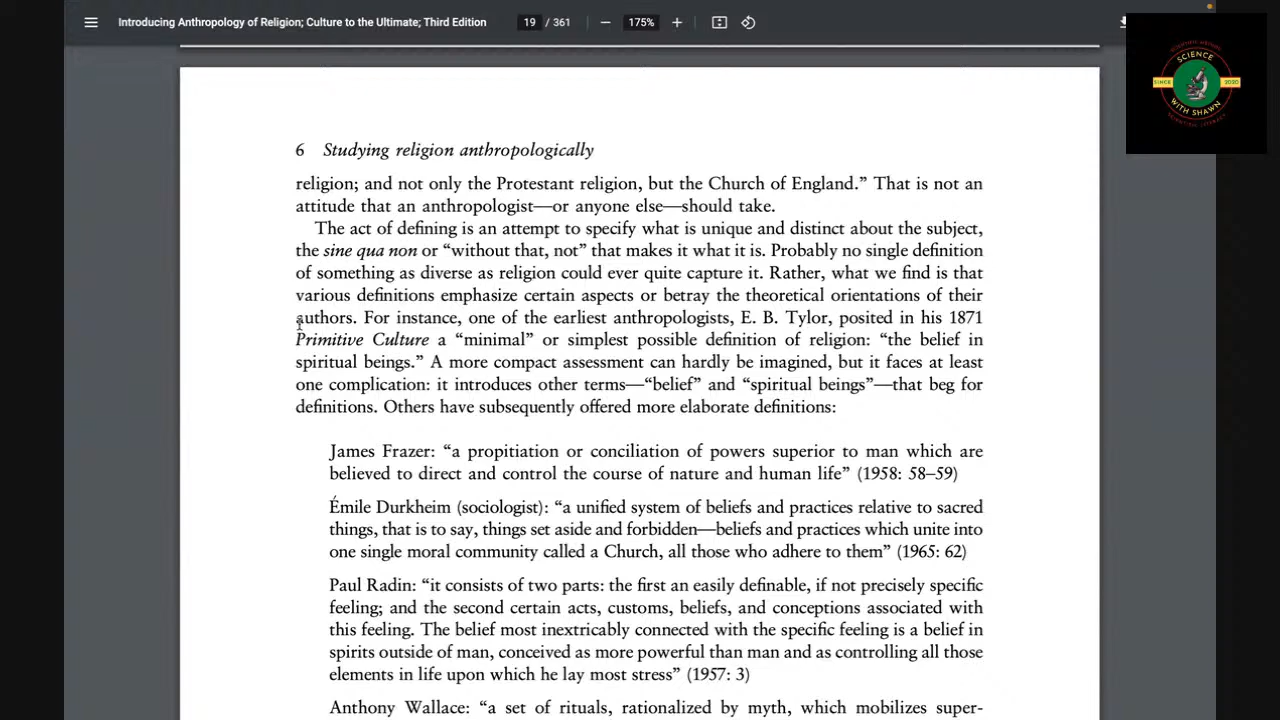 Introducing Anthropology of Religion; Culture to the Ultimate; Third Edition 19 / 361 175%
SCIENTIFIC METHOD
SCIENCE
SINCE 2020
WITH SHAWN
SCIENTIFIC LITERACY
6 Studying religion anthropologically
religion; and not only the Protestant religion, but the Church of England.” That is not an
attitude that an anthropologist—or anyone else—should take.
The act of defining is an attempt to specify what is unique and distinct about the subject,
the sine qua non or “without that, not” that makes it what it is. Probably no single definition
of something as diverse as religion could ever quite capture it. Rather, what we find is that
various definitions emphasize certain aspects or betray the theoretical orientations of their
authors. For instance, one of the earliest anthropologists, E. B. Tylor, posited in his 1871
Primitive Culture a “minimal” or simplest possible definition of religion: “the belief in
spiritual beings.” A more compact assessment can hardly be imagined, but it faces at least
one complication: it introduces other terms—“belief” and “spiritual beings”—that beg for
definitions. Others have subsequently offered more elaborate definitions:
James Frazer: “a propitiation or conciliation of powers superior to man which are
believed to direct and control the course of nature and human life” (1958: 58–59)
Émile Durkheim (sociologist): “a unified system of beliefs and practices relative to sacred
things, that is to say, things set aside and forbidden—beliefs and practices which unite into
one single moral community called a Church, all those who adhere to them” (1965: 62)
Paul Radin: “it consists of two parts: the first an easily definable, if not precisely specific
feeling; and the second certain acts, customs, beliefs, and conceptions associated with
this feeling. The belief most inextricably connected with the specific feeling is a belief in
spirits outside of man, conceived as more powerful than man and as controlling all those
elements in life upon which he lay most stress” (1957: 3)
Anthony Wallace: “a set of rituals, rationalized by myth, which mobilizes super-